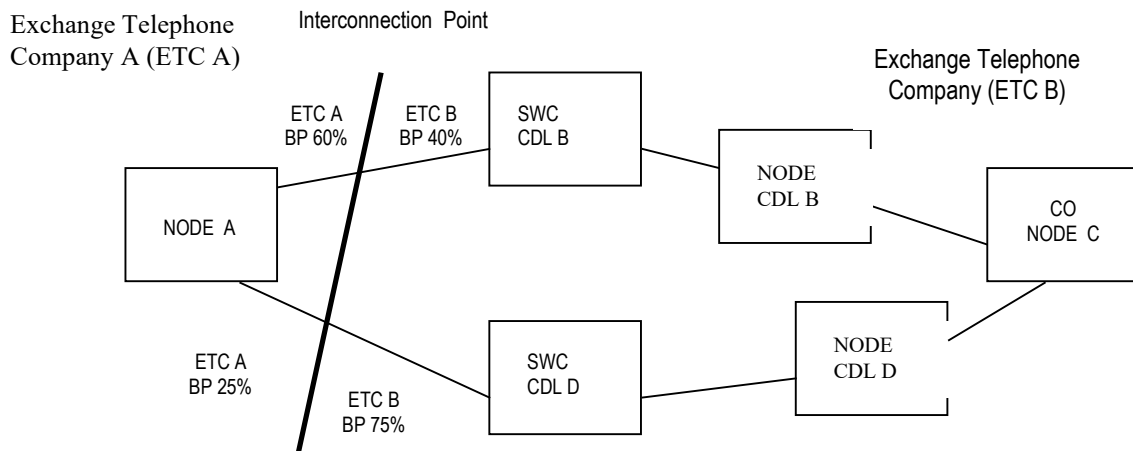 Exchange Telephone
Company A (ETC A)
Interconnection Point
Exchange Telephone
Company (ETC B)
ETC A
BP 60%
ETC B
BP 40%
SWC
CDL B
NODE
CDL B
NODE A
CO
NODE C
ETC A
BP 25%
ETC B
BP 75%
SWC
CDL D
NODE
CDL D